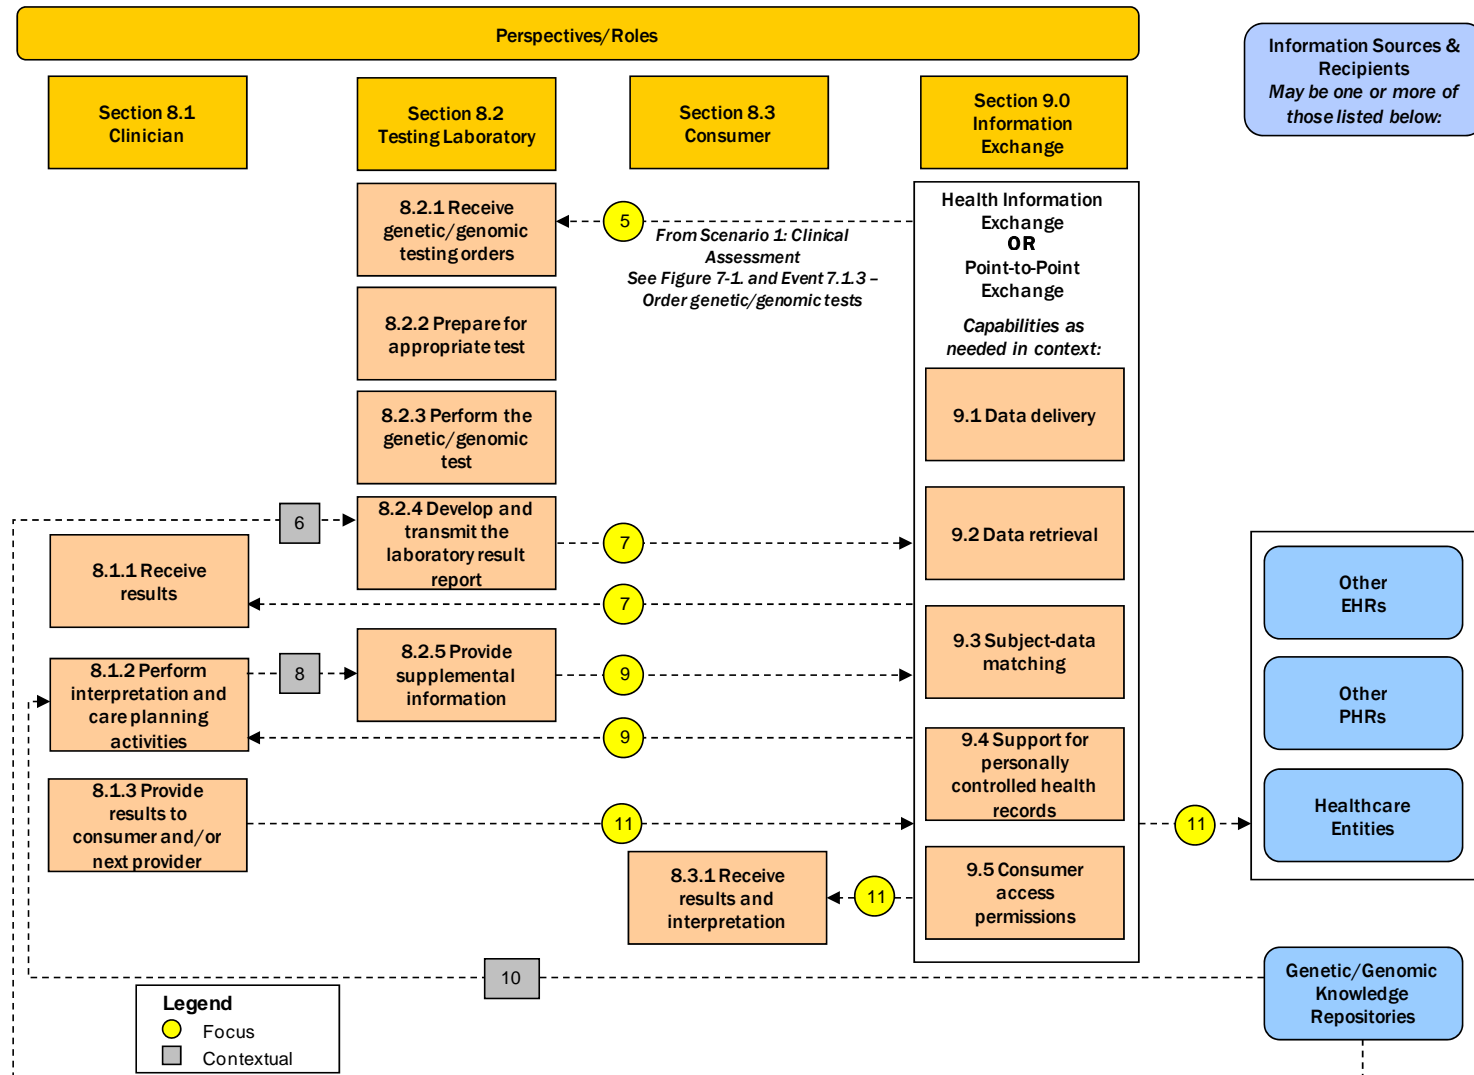 Perspectives/Roles
Information Sources &
Recipients
May be one or more of
those listed below:
Section 8.1
Clinician
Section 8.2
Testing Laboratory
Section 8.3
Consumer
Section 9.0
Information
Exchange
8.2.1 Receive
genetic/genomic
testing orders
5
From Scenario 1: Clinical
Assessment
See Figure 7-1. and Event 7.1.3 –
Order genetic/genomic tests
Health Information
Exchange
OR
Point-to-Point
Exchange
Capabilities as
needed in context:
8.2.2 Prepare for
appropriate test
8.2.3 Perform the
genetic/genomic
test
9.1 Data delivery
6
8.2.4 Develop and
transmit the
laboratory result
report
7
9.2 Data retrieval
8.1.1 Receive
results
7
Other
EHRs
8.1.2 Perform
interpretation and
care planning
activities
8
8.2.5 Provide
supplemental
information
9
9.3 Subject-data
matching
9
Other
PHRs
9.4 Support for
personally
controlled health
records
8.1.3 Provide
results to
consumer and/or
next provider
11
11
Healthcare
Entities
8.3.1 Receive
results and
interpretation
11
9.5 Consumer
access
permissions
10
Genetic/Genomic
Knowledge
Repositories
Legend
Focus
Contextual